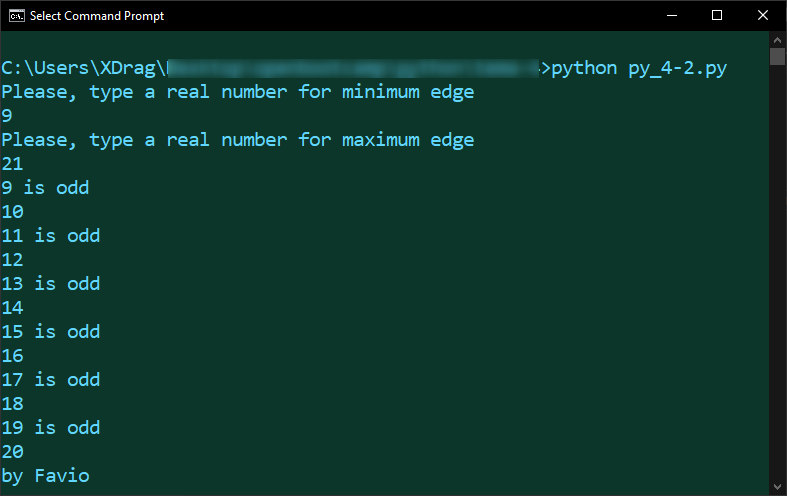 Select Command Prompt
C:\Users\XDrag\ >python py_4-2.py
Please, type a real number for minimum edge
9
Please, type a real number for maximum edge
21
9 is odd
10
11 is odd
12
13 is odd
14
15 is odd
16
17 is odd
18
19 is odd
20
by Favio